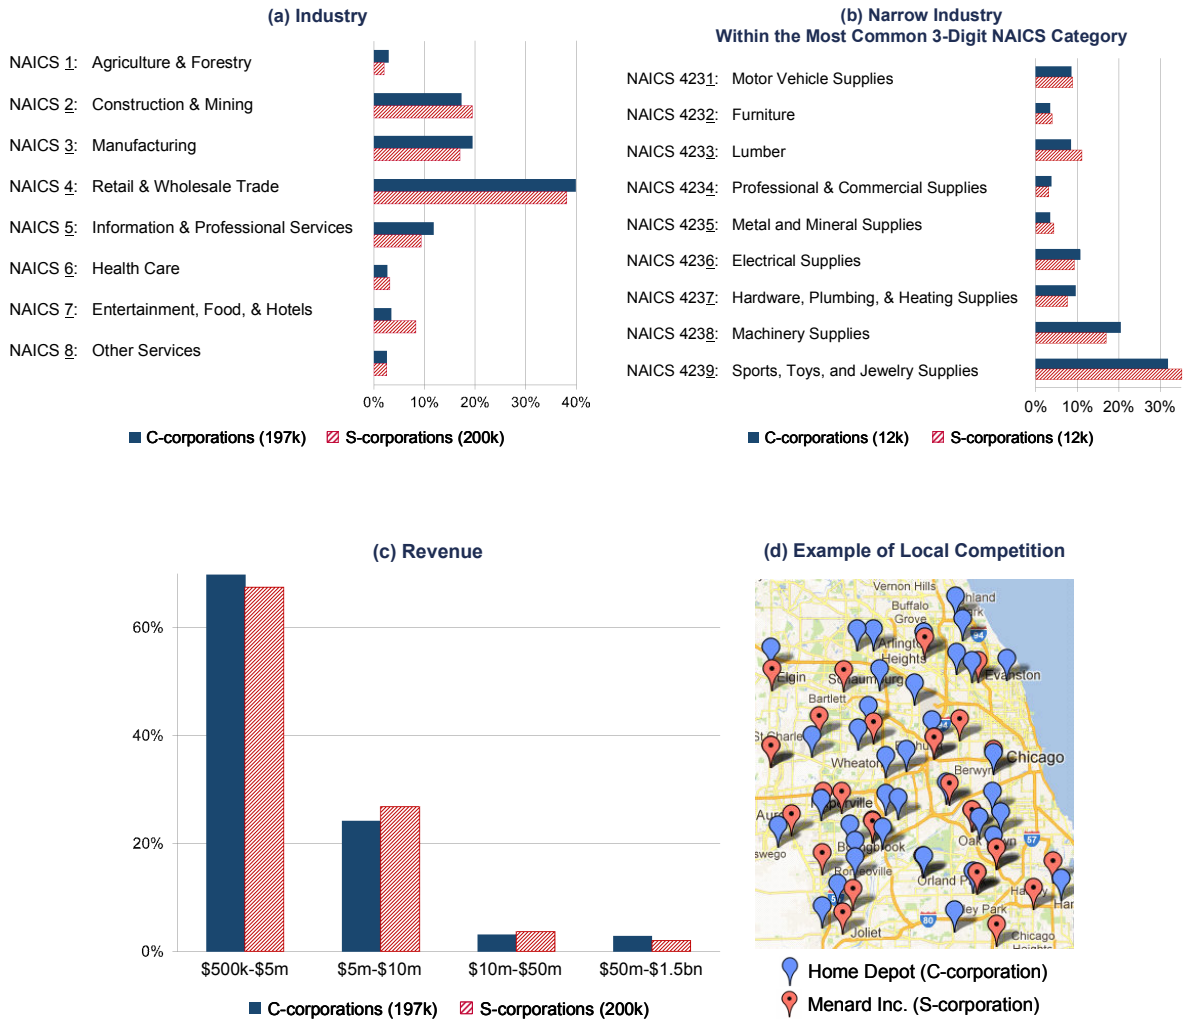 (a) Industry
NAICS 1: Agriculture & Forestry
NAICS 2: Construction & Mining
NAICS 3: Manufacturing
NAICS 4: Retail & Wholesale Trade
NAICS 5: Information & Professional Services
NAICS 6: Health Care
NAICS 7: Entertainment, Food, & Hotels
NAICS 8: Other Services
0% 10% 20% 30% 40%
C-corporations (197k) S-corporations (200k)
(b) Narrow Industry
Within the Most Common 3-Digit NAICS Category
NAICS 4231: Motor Vehicle Supplies
NAICS 4232: Furniture
NAICS 4233: Lumber
NAICS 4234: Professional & Commercial Supplies
NAICS 4235: Metal and Mineral Supplies
NAICS 4236: Electrical Supplies
NAICS 4237: Hardware, Plumbing, & Heating Supplies
NAICS 4238: Machinery Supplies
NAICS 4239: Sports, Toys, and Jewelry Supplies
0% 10% 20% 30%
C-corporations (12k) S-corporations (12k)
(c) Revenue
60%
40%
20%
0%
$500k-$5m $5m-$10m $10m-$50m $50m-$1.5bn
C-corporations (197k) S-corporations (200k)
(d) Example of Local Competition
Vernon Hills
Buffalo
Grove
94
Heights
Elgin
Evanston
Bartlett
Chicago
Wheaton
Berwyn
57
80
Joliet
Chicago
Heights
Home Depot (C-corporation)
Menard Inc. (S-corporation)